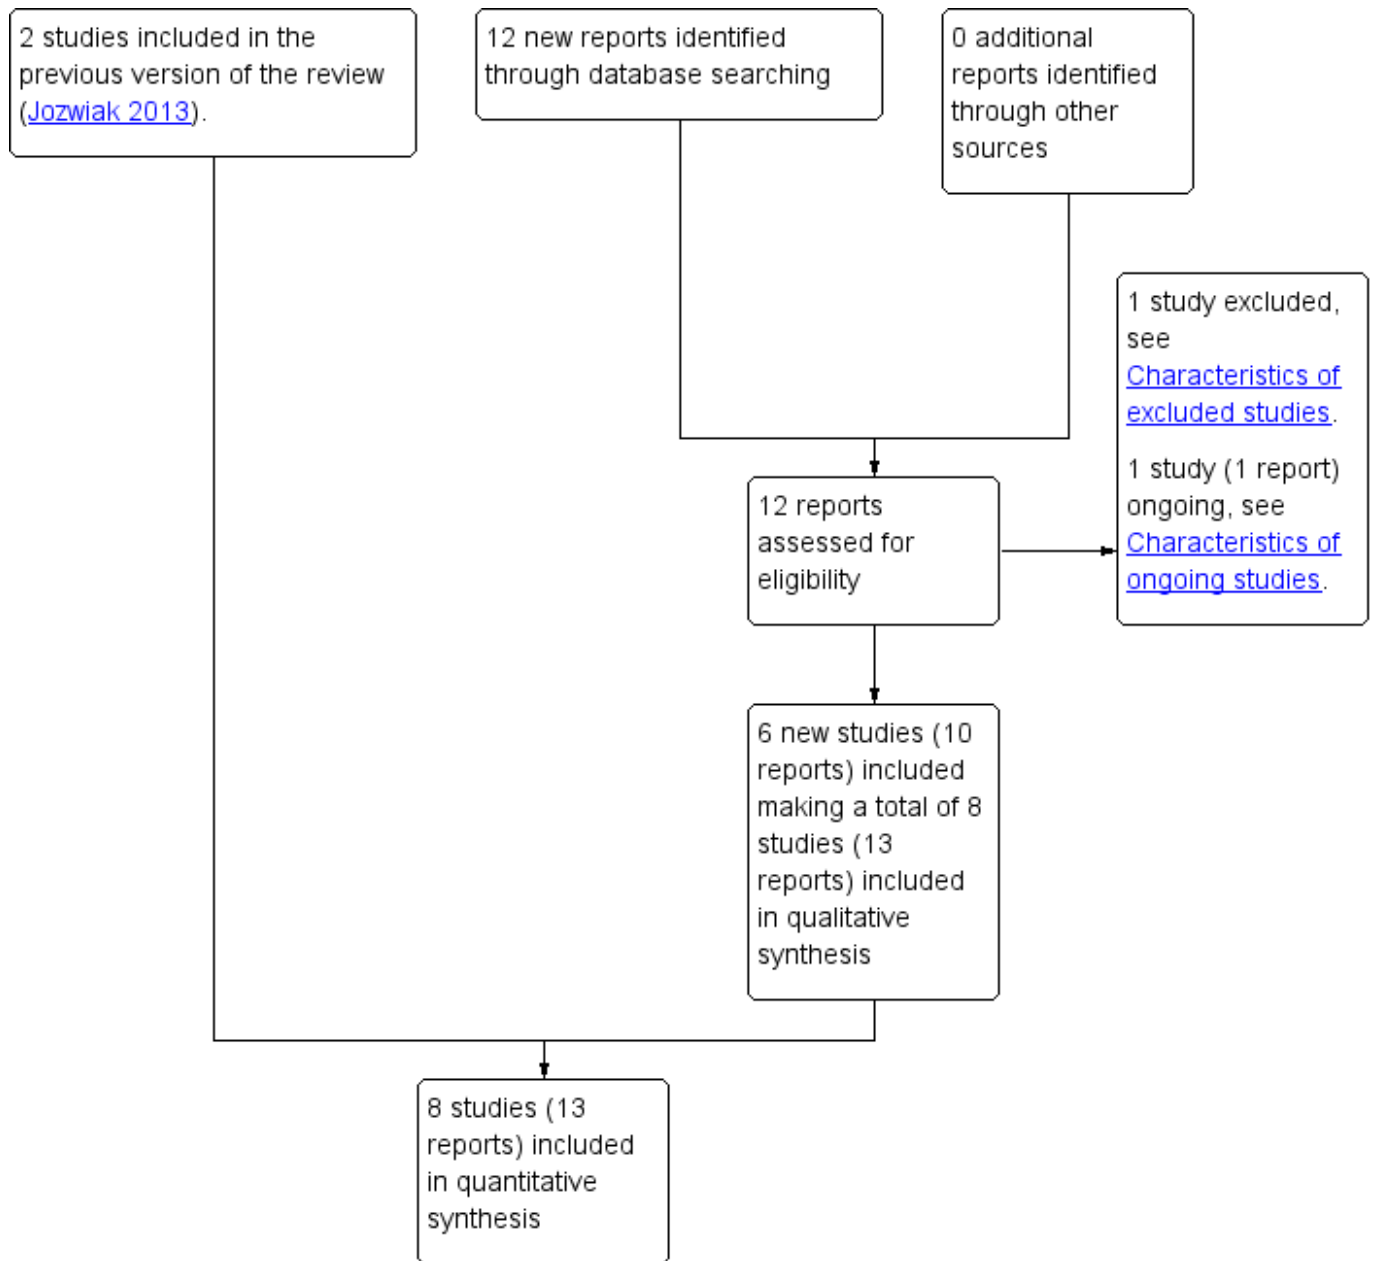 2 studies included in the
previous version of the review
(Jozwiak 2013).
12 new reports identified
through database searching
0 additional
reports identified
through other
sources
1 study excluded,
see
Characteristics of
excluded studies.
1 study (1 report)
ongoing, see
Characteristics of
ongoing studies.
12 reports
assessed for
eligibility
6 new studies (10
reports) included
making a total of 8
studies (13
reports) included
in qualitative
synthesis
8 studies (13
reports) included
in quantitative
synthesis